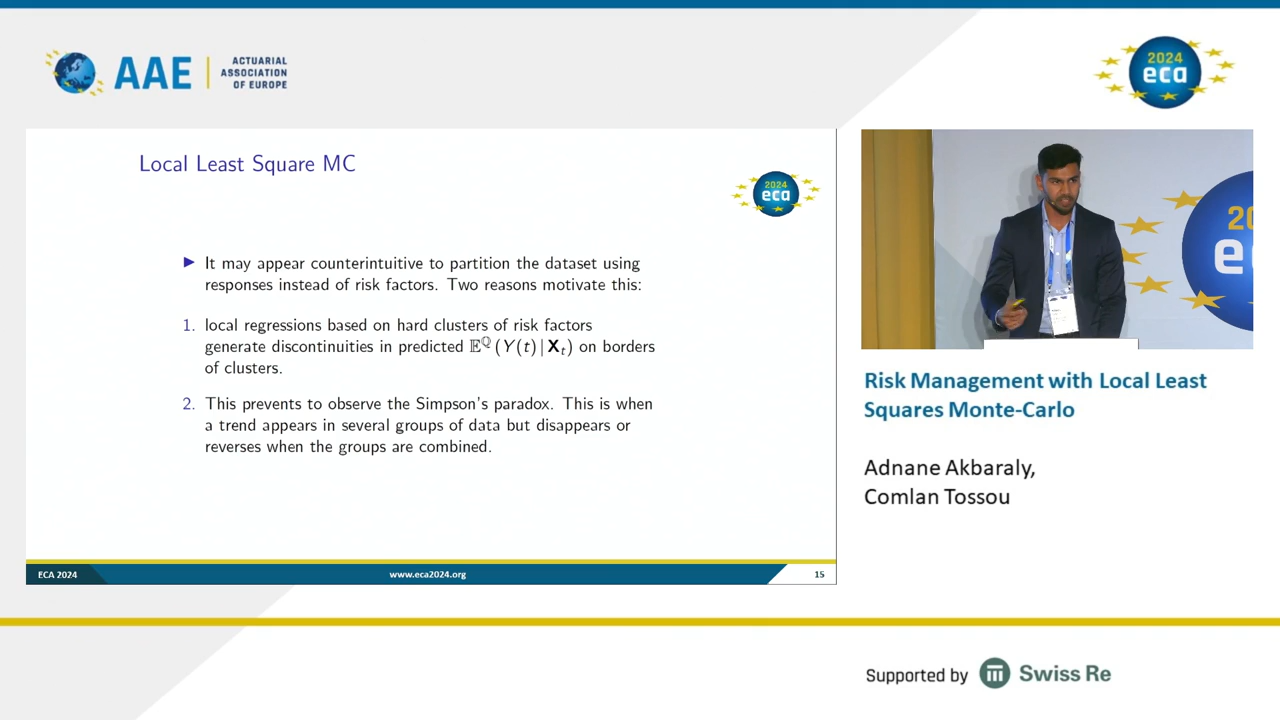 AAE
ACTUARIAL
ASSOCIATION
OF EUROPE
2024
eca
Local Least Square MC
2024
eca
► It may appear counterintuitive to partition the dataset using
responses instead of risk factors. Two reasons motivate this:
1. local regressions based on hard clusters of risk factors
generate discontinuities in predicted 𝔼^ℚ (Y(t) | X_t) on borders
of clusters.
2. This prevents to observe the Simpson's paradox. This is when
a trend appears in several groups of data but disappears or
reverses when the groups are combined.
ECA 2024
www.eca2024.org
15
20
e
Risk Management with Local Least
Squares Monte-Carlo
Adnane Akbaraly,
Comlan Tossou
Supported by
Swiss Re